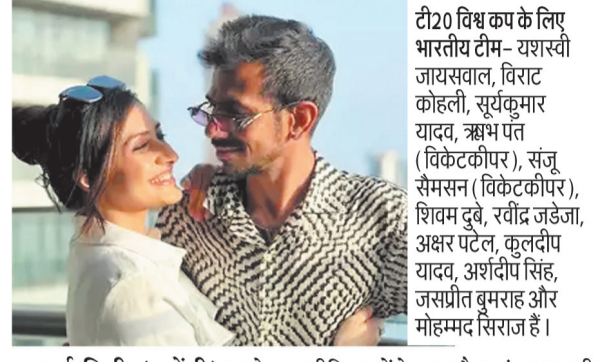 टी20 विश्व कप के लिए
भारतीय टीम– यशस्वी
जायसवाल, विराट
कोहली, सूर्यकुमार
यादव, ऋषभ पंत
(विकेटकीपर), संजू
सैमसन (विकेटकीपर),
शिवम दुबे, रवींद्र जडेजा,
अक्षर पटेल, कुलदीप
यादव, अर्शदीप सिंह,
जसप्रीत बुमराह और
मोहम्मद सिराज हैं।